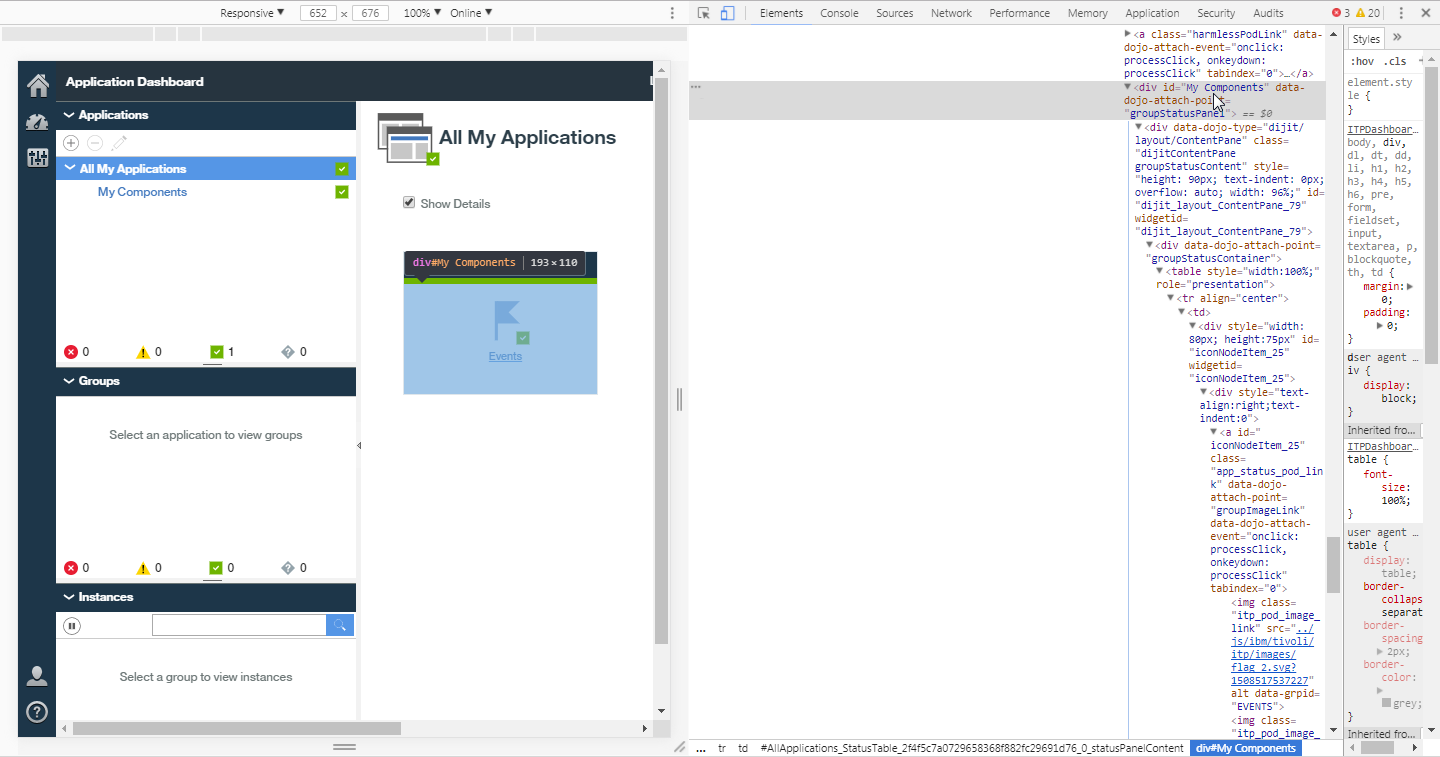 Responsive ▼ 652 × 676 100% ▼ Online ▼
Elements Console Sources Network Performance Memory Application Security Audits 3 20
Application Dashboard
Applications
All My Applications
My Components
0 0 1 0
Groups
Select an application to view groups
0 0 0 0
Instances
Select a group to view instances
All My Applications
Show Details
div#My Components 193 × 110
Events
<a class="harmlessPodLink" data-
dojo-attach-event="onclick:
processClick, onkeydown:
processClick" tabindex="0">…</a>
<div id="My Components" data-
dojo-attach-point=
"groupStatusPanel"> == $0
<div data-dojo-type="dijit/
layout/ContentPane" class=
"dijitContentPane
groupStatusContent" style=
"height: 90px; text-indent: 0px;
overflow: auto; width: 96%;" id=
"dijit_layout_ContentPane_79"
widgetid=
"dijit_layout_ContentPane_79">
<div data-dojo-attach-point=
"groupStatusContainer">
<table style="width:100%;"
role="presentation">
<tr align="center">
<td>
<div style="width:
80px; height:75px" id=
"iconNodeItem_25"
widgetid=
"iconNodeItem_25">
<div style="text-
align:right;text-
indent:0">
<a id="
iconNodeItem_25"
class=
"app_status_pod_lin
k" data-dojo-
attach-point=
"groupImageLink"
data-dojo-attach-
event="onclick:
processClick,
onkeydown:
processClick"
tabindex="0">
<img class=
"itp_pod_image_
link" src="../
js/ibm/tivoli/
itp/images/
flag_2.svg?
1508517537227"
alt data-grpid=
"EVENTS">
<img class=
"itp_pod_image_
... tr td #AllApplications_StatusTable_2f4f5c7a0729658368f882fc29691d76_0_statusPanelContent div#My Components
Styles »
:hov .cls +
element.sty
le {
}
ITPDashboar…
body, div,
dl, dt, dd,
li, h1, h2,
h3, h4, h5,
h6, pre,
form,
fieldset,
input,
textarea, p,
blockquote,
th, td {
margin:
0;
padding:
0;
}
user agent …
div {
display:
block;
}
Inherited fro…
ITPDashboar…
table {
font-
size:
100%;
}
user agent …
table {
display:
table;
border-
collaps
separat
border-
spacing
2px;
border-
color:
grey;
}
Inherited fro…